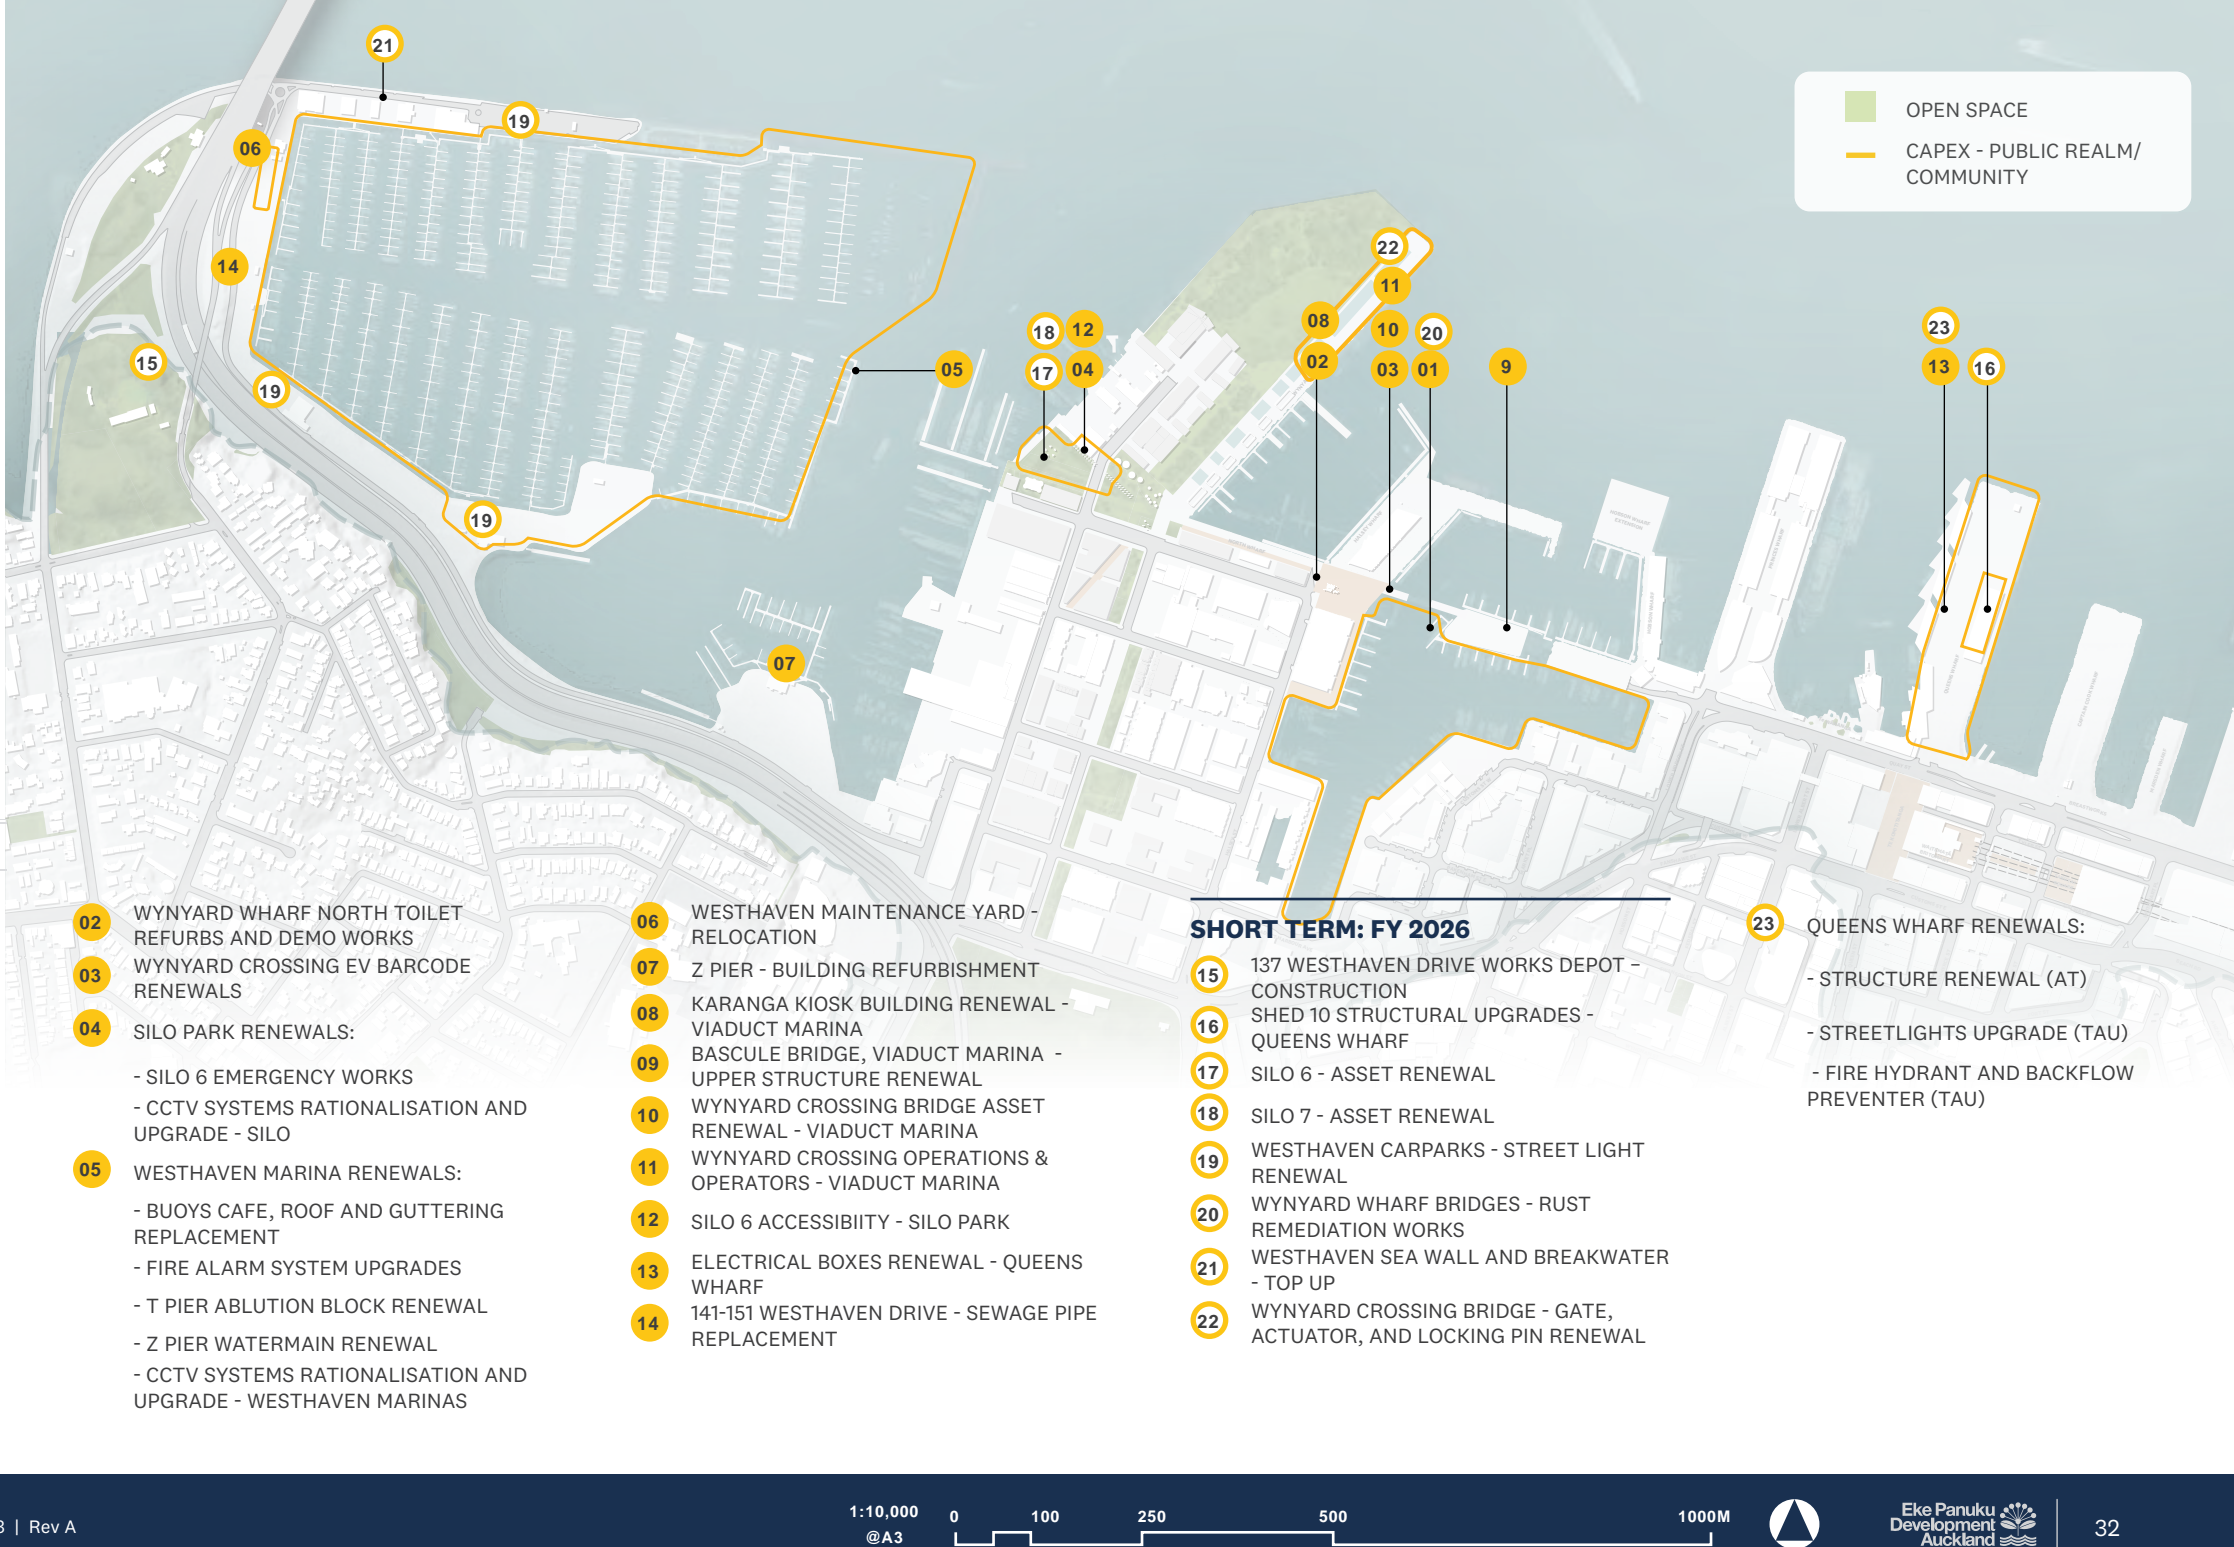 21
19
06
14
15
19
19
05
07
18
12
17
04
22
11
08
10
20
02
03
01
9
23
13
16
OPEN SPACE
CAPEX - PUBLIC REALM/
COMMUNITY
02
WYNYARD WHARF NORTH TOILET
REFURBS AND DEMO WORKS
03
WYNYARD CROSSING EV BARCODE
RENEWALS
04
SILO PARK RENEWALS:
- SILO 6 EMERGENCY WORKS
- CCTV SYSTEMS RATIONALISATION AND
UPGRADE - SILO
05
WESTHAVEN MARINA RENEWALS:
- BUOYS CAFE, ROOF AND GUTTERING
REPLACEMENT
- FIRE ALARM SYSTEM UPGRADES
- T PIER ABLUTION BLOCK RENEWAL
- Z PIER WATERMAIN RENEWAL
- CCTV SYSTEMS RATIONALISATION AND
UPGRADE - WESTHAVEN MARINAS
06
WESTHAVEN MAINTENANCE YARD -
RELOCATION
07
Z PIER - BUILDING REFURBISHMENT
08
KARANGA KIOSK BUILDING RENEWAL -
VIADUCT MARINA
09
BASCULE BRIDGE, VIADUCT MARINA -
UPPER STRUCTURE RENEWAL
10
WYNYARD CROSSING BRIDGE ASSET
RENEWAL - VIADUCT MARINA
11
WYNYARD CROSSING OPERATIONS &
OPERATORS - VIADUCT MARINA
12
SILO 6 ACCESSIBIITY - SILO PARK
13
ELECTRICAL BOXES RENEWAL - QUEENS
WHARF
14
141-151 WESTHAVEN DRIVE - SEWAGE PIPE
REPLACEMENT
SHORT TERM: FY 2026
15
137 WESTHAVEN DRIVE WORKS DEPOT –
CONSTRUCTION
16
SHED 10 STRUCTURAL UPGRADES -
QUEENS WHARF
17
SILO 6 - ASSET RENEWAL
18
SILO 7 - ASSET RENEWAL
19
WESTHAVEN CARPARKS - STREET LIGHT
RENEWAL
20
WYNYARD WHARF BRIDGES - RUST
REMEDIATION WORKS
21
WESTHAVEN SEA WALL AND BREAKWATER
- TOP UP
22
WYNYARD CROSSING BRIDGE - GATE,
ACTUATOR, AND LOCKING PIN RENEWAL
23
QUEENS WHARF RENEWALS:
- STRUCTURE RENEWAL (AT)
- STREETLIGHTS UPGRADE (TAU)
- FIRE HYDRANT AND BACKFLOW
PREVENTER (TAU)
| Rev A
1:10,000
@A3
0 100 250 500 1000M
Eke Panuku
Development
Auckland
32